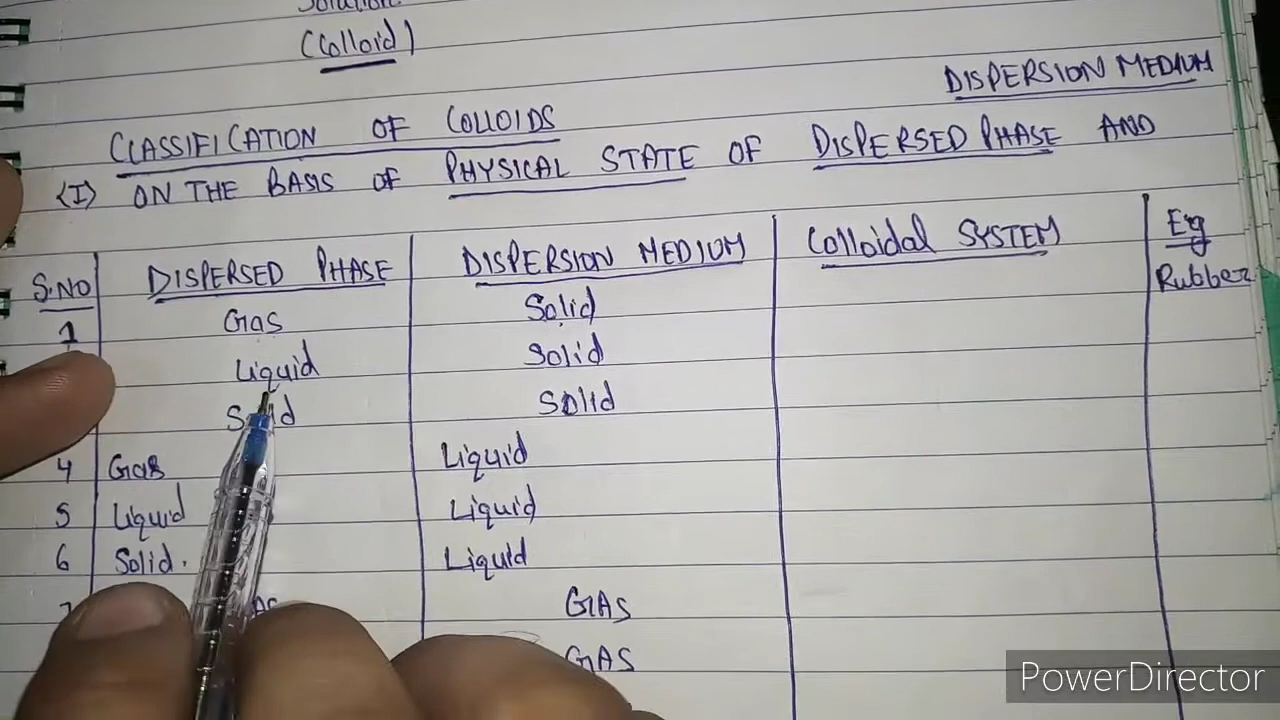 (Colloid)
DISPERSION MEDIUM
CLASSIFICATION OF COLLOIDS
(I) ON THE BASIS OF PHYSICAL STATE OF DISPERSED PHASE AND
S.NO DISPERSED PHASE DISPERSION MEDIUM Colloidal SYSTEM Eg
1 Gas Solid Rubber
Liquid Solid
Solid Solid
4 Gas Liquid
5 Liquid Liquid
6 Solid. Liquid
GAS
GAS
PowerDirector